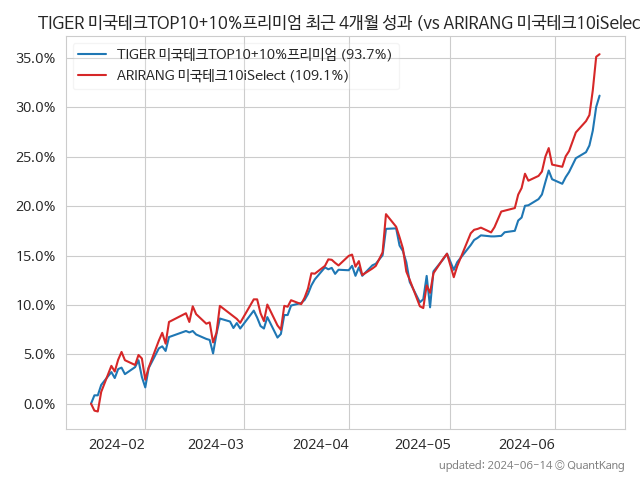 TIGER 미국테크TOP10+10%프리미엄 최근 4개월 성과 (vs ARIRANG 미국테크10iSelec
TIGER 미국테크TOP10+10%프리미엄 (93.7%)
ARIRANG 미국테크10iSelect (109.1%)
35.0%
30.0%
25.0%
20.0%
15.0%
10.0%
5.0%
0.0%
2024-02 2024-03 2024-04 2024-05 2024-06
updated: 2024-06-14 © QuantKang